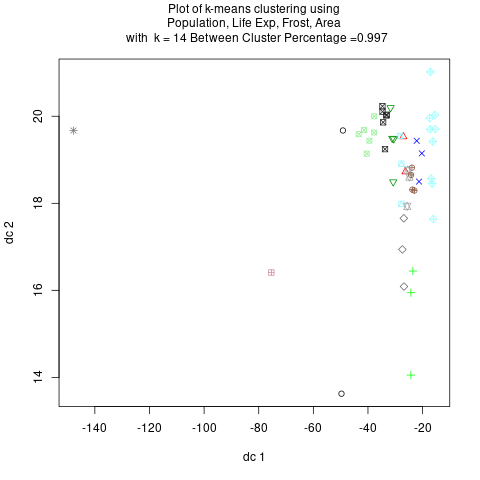 Plot of k-means clustering using
Population, Life Exp, Frost, Area
with k = 14 Between Cluster Percentage =0.997
20
18
16
14
dc 2
-140 -120 -100 -80 -60 -40 -20
dc 1